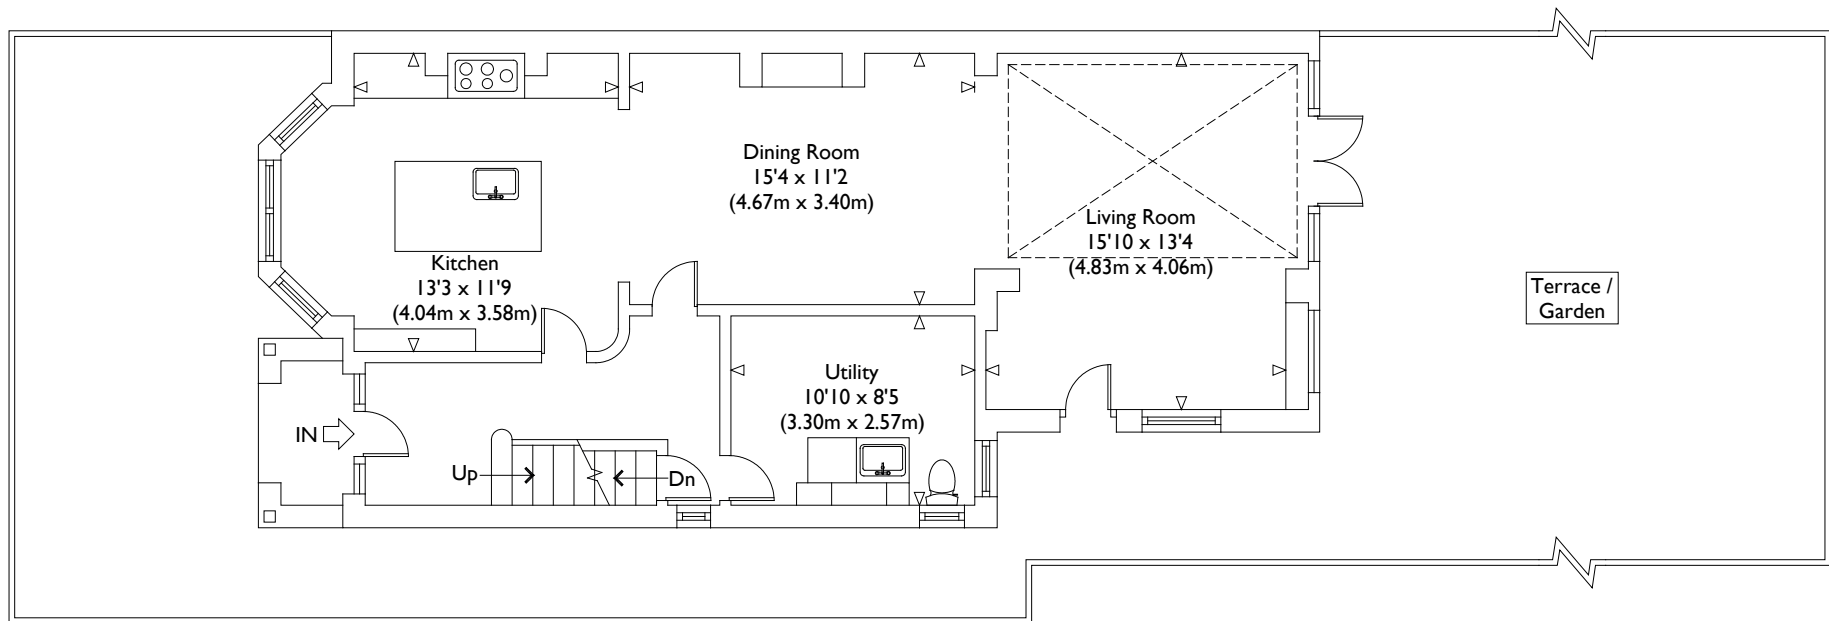 Dining Room
15'4 x 11'2
(4.67m x 3.40m)
Living Room
15'10 x 13'4
(4.83m x 4.06m)
Kitchen
13'3 x 11'9
(4.04m x 3.58m)
Terrace /
Garden
Utility
10'10 x 8'5
(3.30m x 2.57m)
IN
Up
Dn